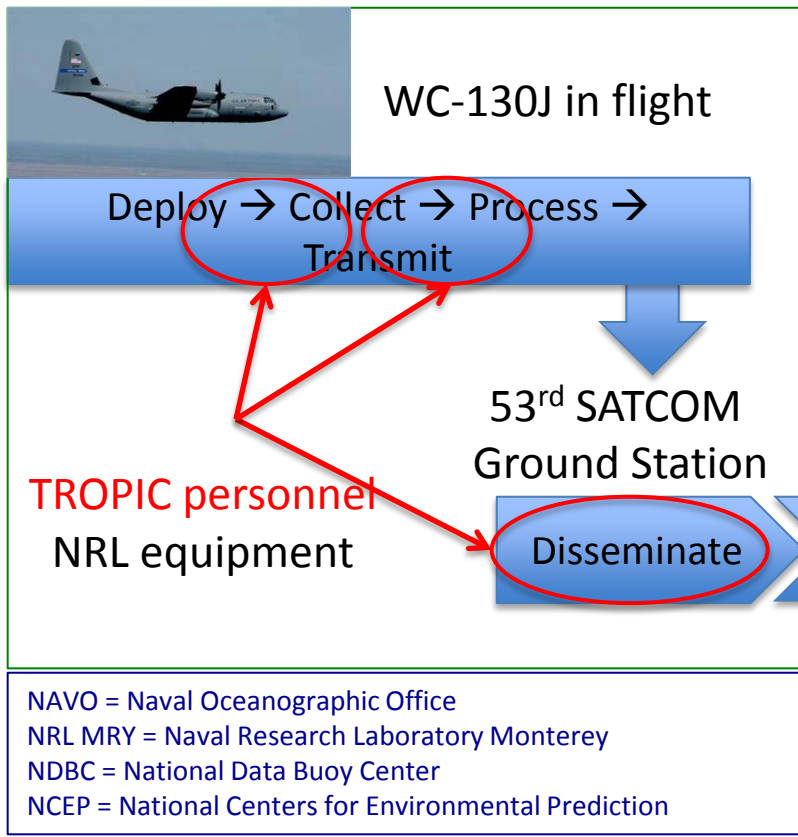 WC-130J in flight
Deploy → Collect → Process →
Transmit
53rd SATCOM
Ground Station
TROPIC personnel
NRL equipment
Disseminate
NAVO = Naval Oceanographic Office
NRL MRY = Naval Research Laboratory Monterey
NDBC = National Data Buoy Center
NCEP = National Centers for Environmental Prediction